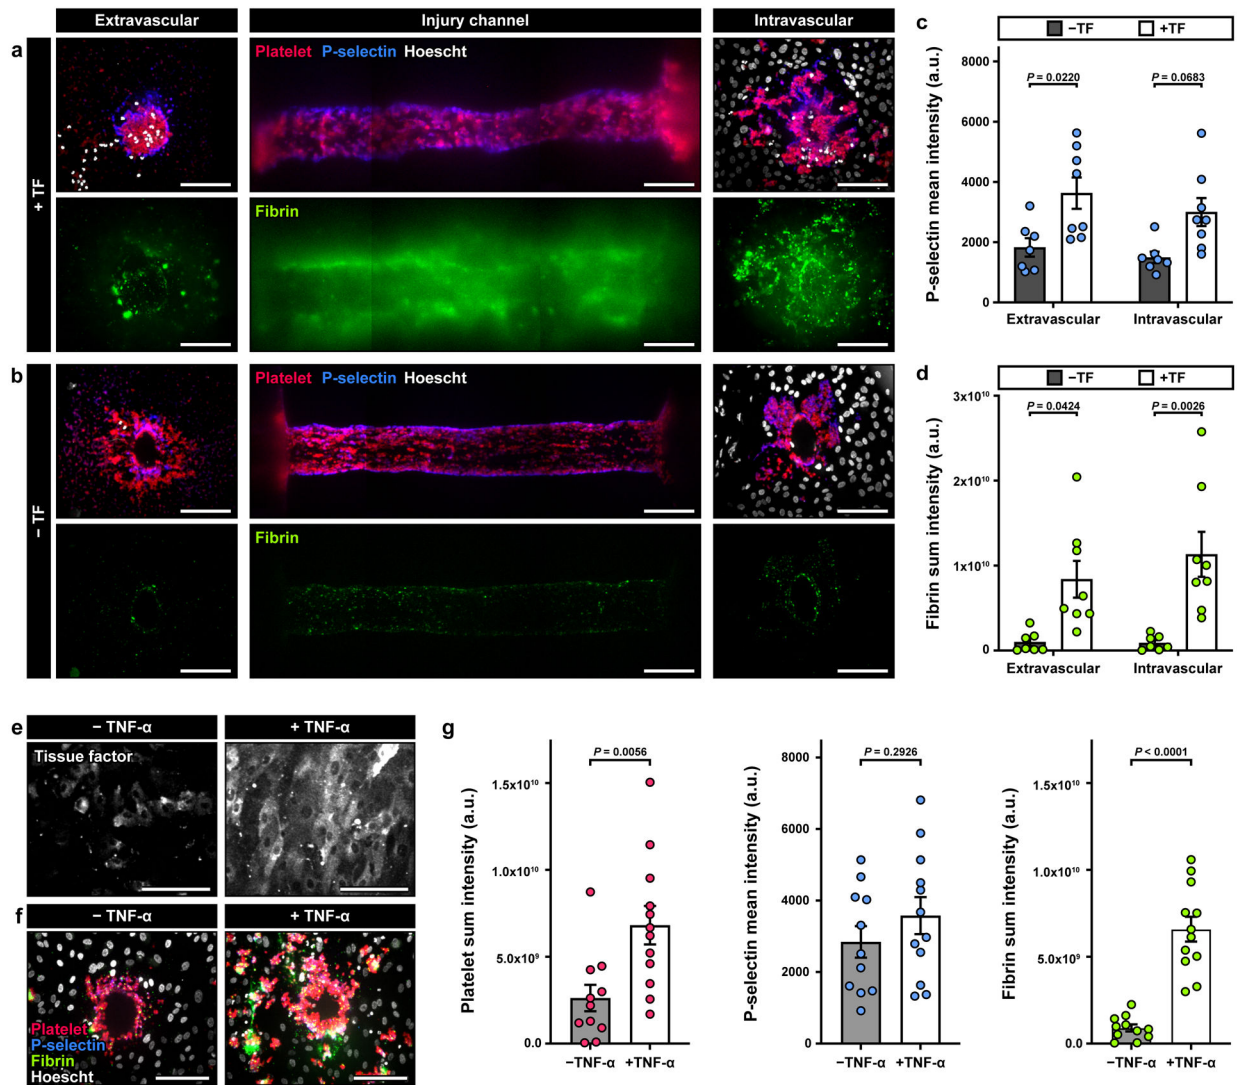 Extravascular
Injury channel
Intravascular
a
+ TF
Platelet P-selectin Hoescht
Fibrin
b
– TF
Platelet P-selectin Hoescht
Fibrin
c
–TF +TF
P-selectin mean intensity (a.u.)
8000
6000
4000
2000
0
P = 0.0220
P = 0.0683
Extravascular
Intravascular
d
–TF +TF
Fibrin sum intensity (a.u.)
3x10¹⁰
2x10¹⁰
1x10¹⁰
0
P = 0.0424
P = 0.0026
Extravascular
Intravascular
e
– TNF-α
+ TNF-α
Tissue factor
f
– TNF-α
+ TNF-α
Platelet
P-selectin
Fibrin
Hoescht
g
Platelet sum intensity (a.u.)
1.5x10¹⁰
1.0x10¹⁰
5.0x10⁹
0.0
P = 0.0056
–TNF-α +TNF-α
P-selectin mean intensity (a.u.)
8000
6000
4000
2000
0
P = 0.2926
–TNF-α +TNF-α
Fibrin sum intensity (a.u.)
1.5x10¹⁰
1.0x10¹⁰
5.0x10⁹
0.0
P < 0.0001
–TNF-α +TNF-α